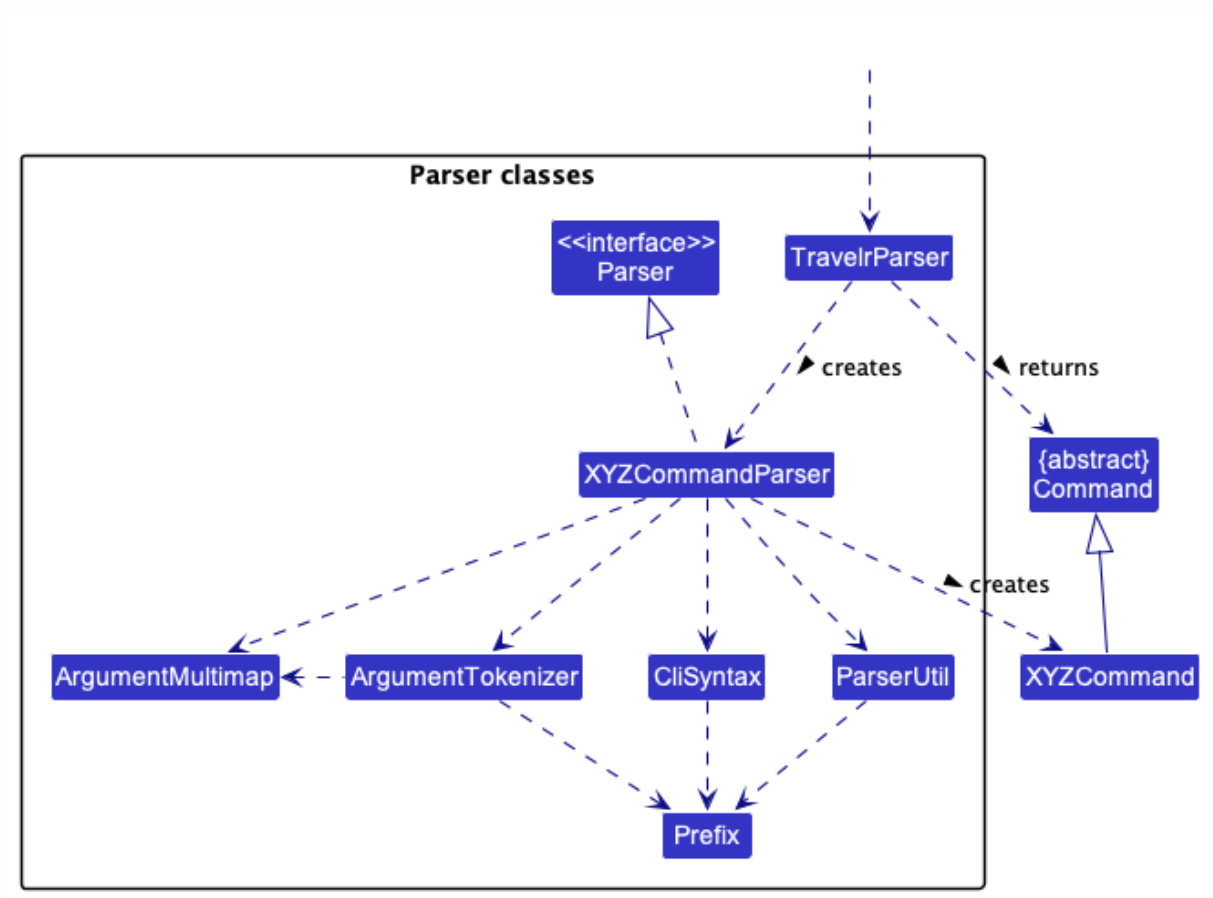 Parser classes
<<interface>>
Parser
TravelrParser
creates
returns
XYZCommandParser
{abstract}
Command
creates
ArgumentMultimap
ArgumentTokenizer
CliSyntax
ParserUtil
XYZCommand
Prefix